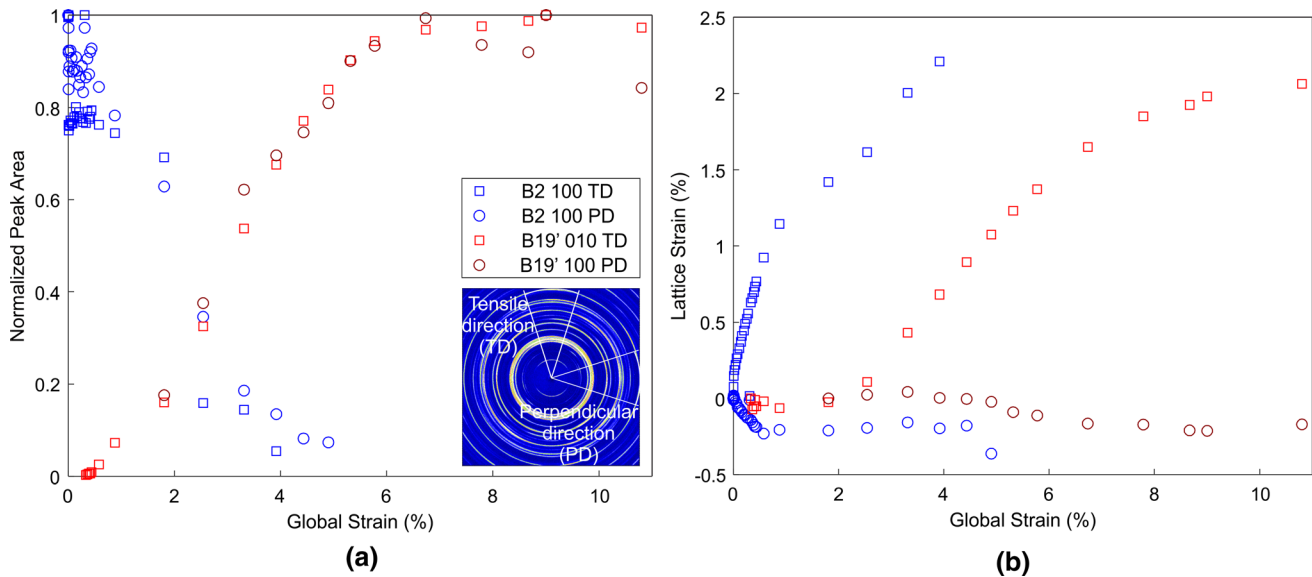 1
0.8
0.6
0.4
0.2
0
0
2
4
6
8
10
Normalized Peak Area
Global Strain (%)
B2 100 TD
B2 100 PD
B19' 010 TD
B19' 100 PD
Tensile
direction
(TD)
Perpendicular
direction
(PD)
(a)
2.5
2
1.5
1
0.5
0
-0.5
0
2
4
6
8
10
Lattice Strain (%)
Global Strain (%)
(b)